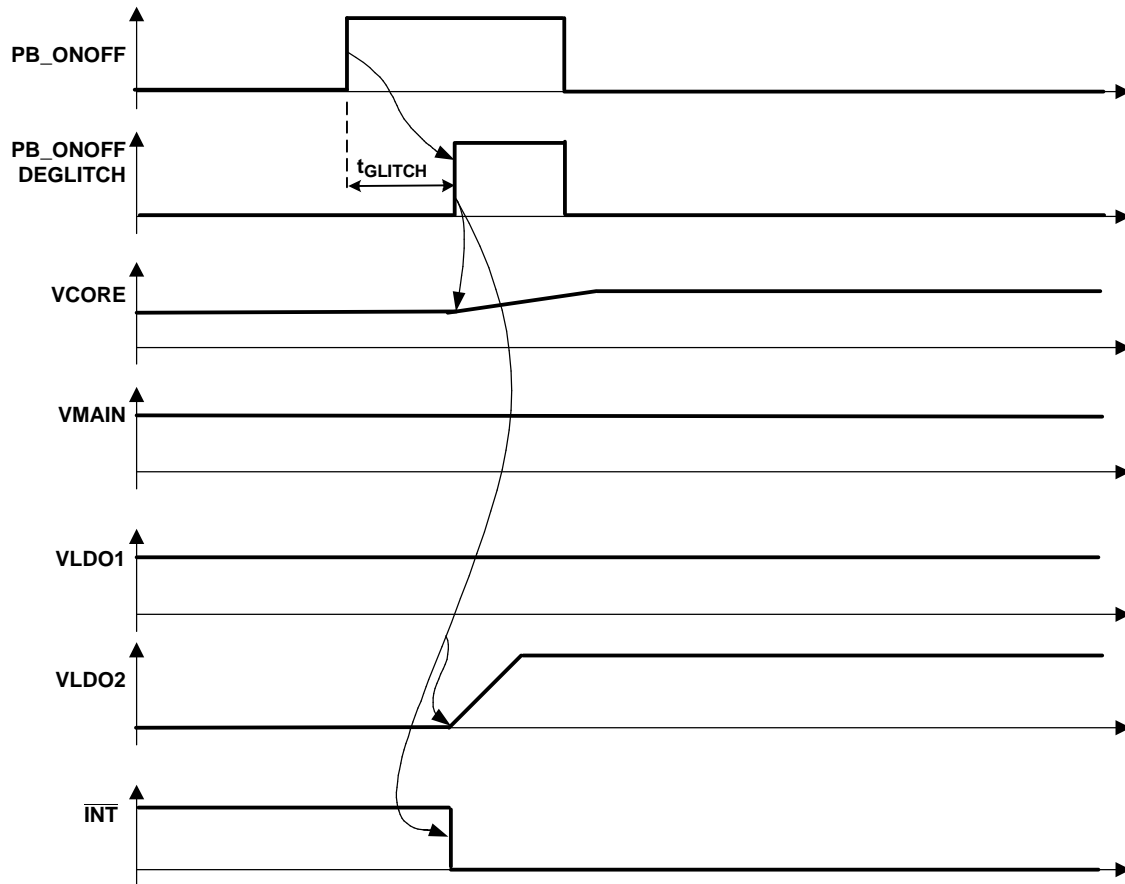 PB_ONOFF
PB_ONOFF
DEGLITCH
tGLITCH
VCORE
VMAIN
VLDO1
VLDO2
INT